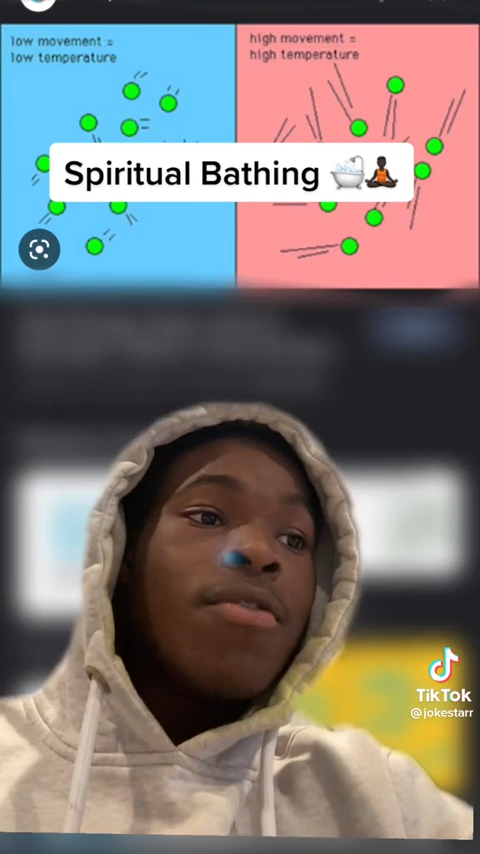 low movement =
low temperature
high movement =
high temperature
Spiritual Bathing 🛀🏿🧘🏿
TikTok
@jokestarr